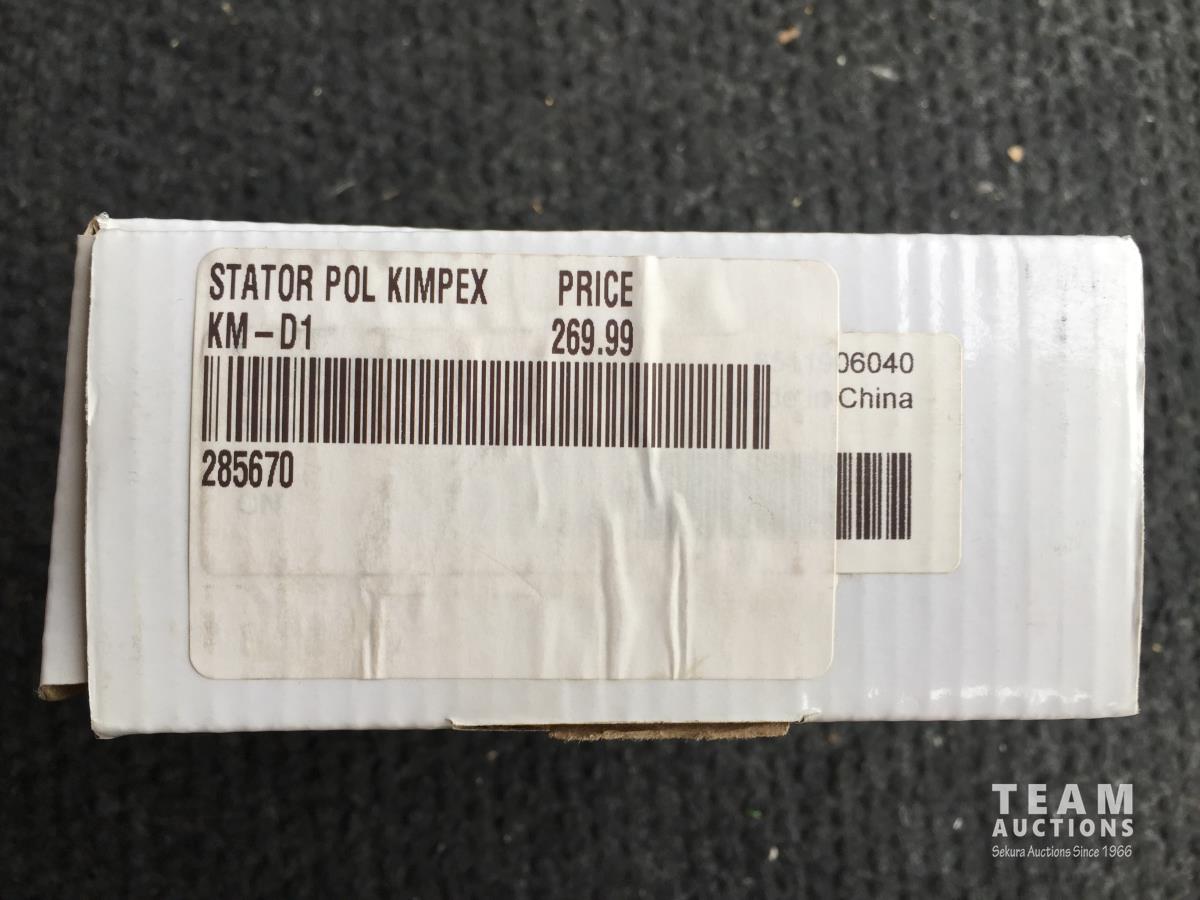 STATOR POL KIMPEX PRICE
KM-D1 269.99
285670
06040
China
TEAM
AUCTIONS
Sekura Auctions Since 1966